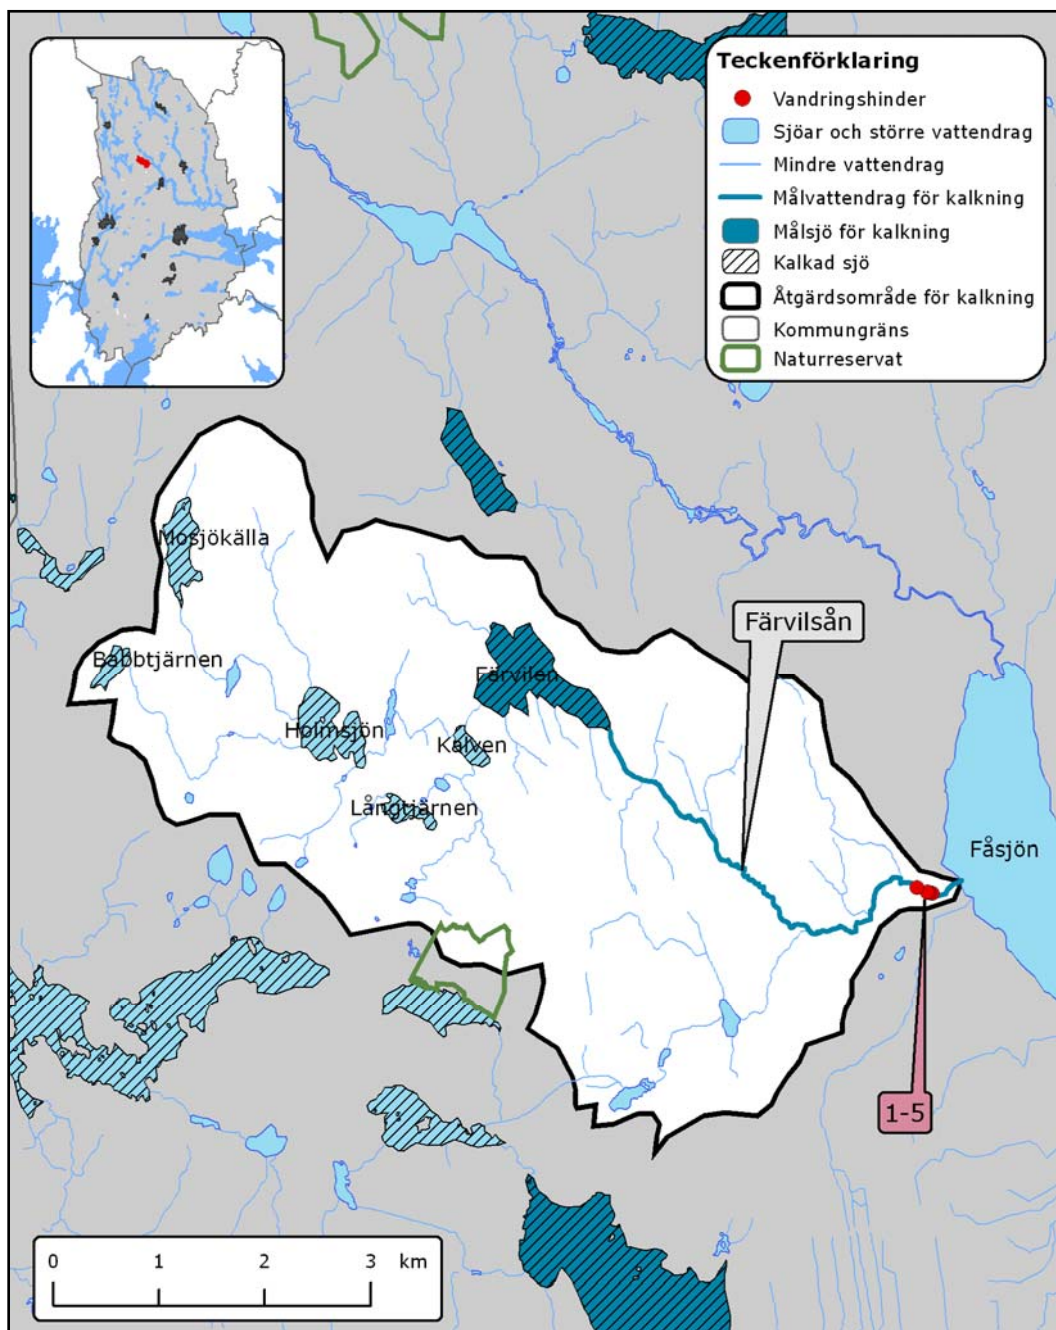 Teckenförklaring
Vandringshinder
Sjöar och större vattendrag
Mindre vattendrag
Målvattendrag för kalkning
Målsjö för kalkning
Kalkad sjö
Åtgärdsområde för kalkning
Kommungräns
Naturreservat
Mosjökälla
Färvilsån
Babbtjärnen
Färvilen
Holmsjön
Kalven
Långtjärnen
Fåsjön
1-5
0 1 2 3 km